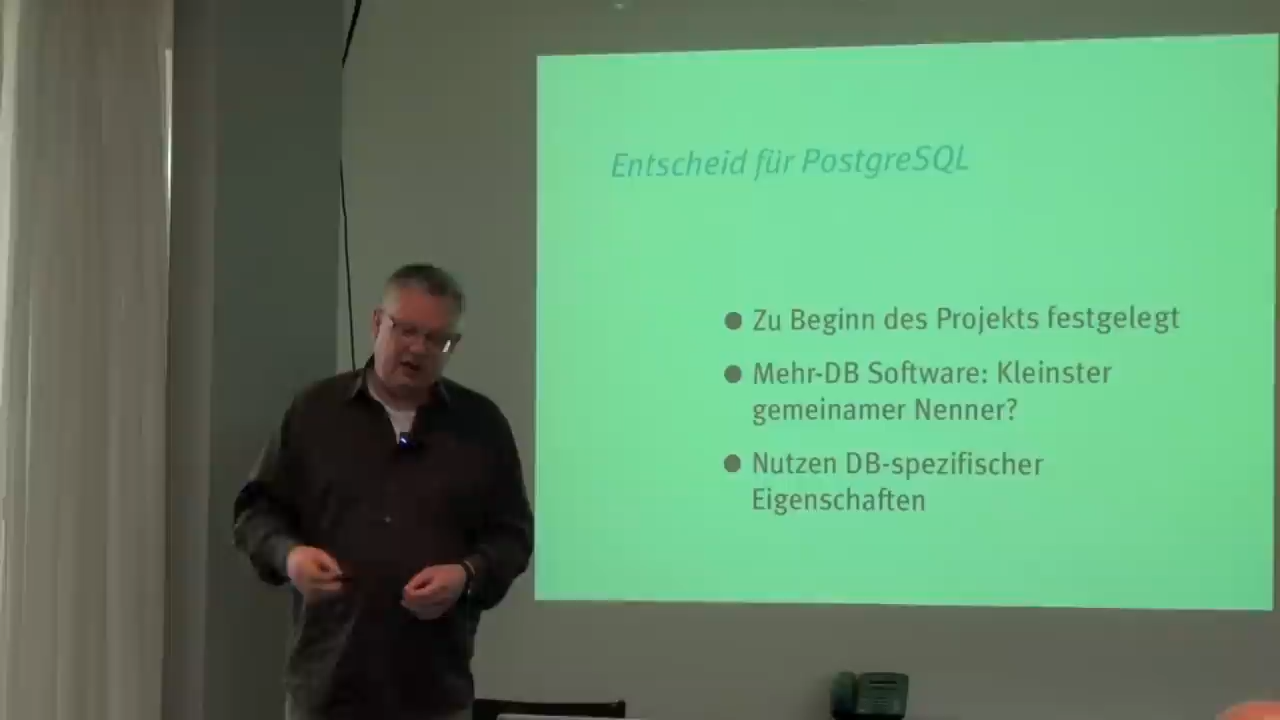 Entscheid für PostgreSQL
● Zu Beginn des Projekts festgelegt
● Mehr-DB Software: Kleinster
gemeinamer Nenner?
● Nutzen DB-spezifischer
Eigenschaften